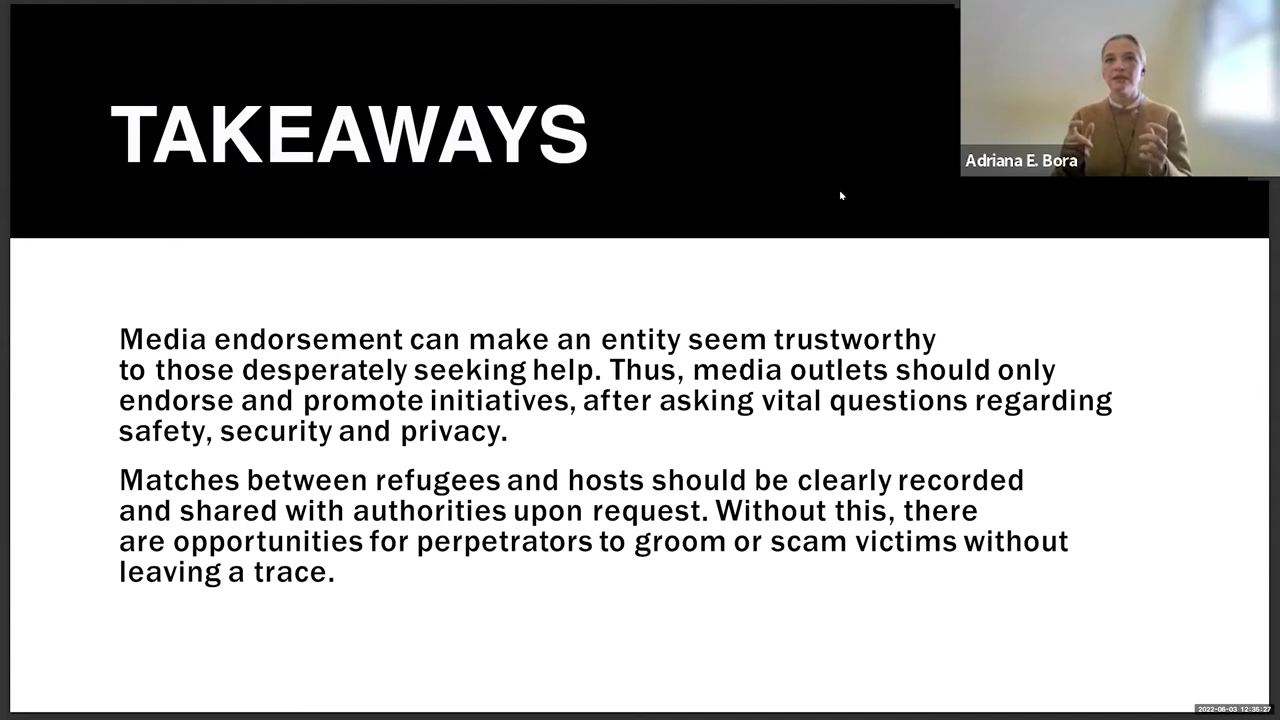 TAKEAWAYS
Adriana E. Bora
Media endorsement can make an entity seem trustworthy
to those desperately seeking help. Thus, media outlets should only
endorse and promote initiatives, after asking vital questions regarding
safety, security and privacy.
Matches between refugees and hosts should be clearly recorded
and shared with authorities upon request. Without this, there
are opportunities for perpetrators to groom or scam victims without
leaving a trace.
2022-06-03 12:36:27